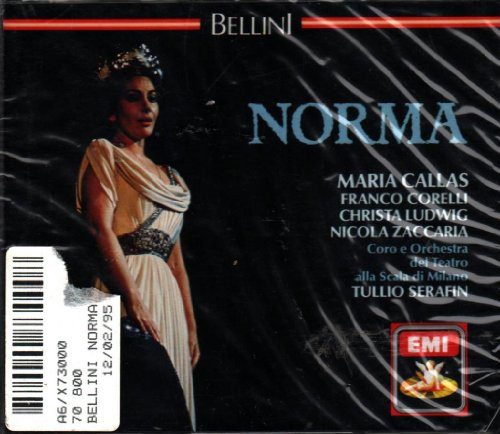 BELLINI
NORMA
MARIA CALLAS
FRANCO CORELLI
CHRISTA LUDWIG
NICOLA ZACCARIA
Coro e Orchestra
del Teatro
alla Scala di Milano
TULLIO SERAFIN
EMI
A6/X73000
70 800
BELLINI NORMA
12/02/95